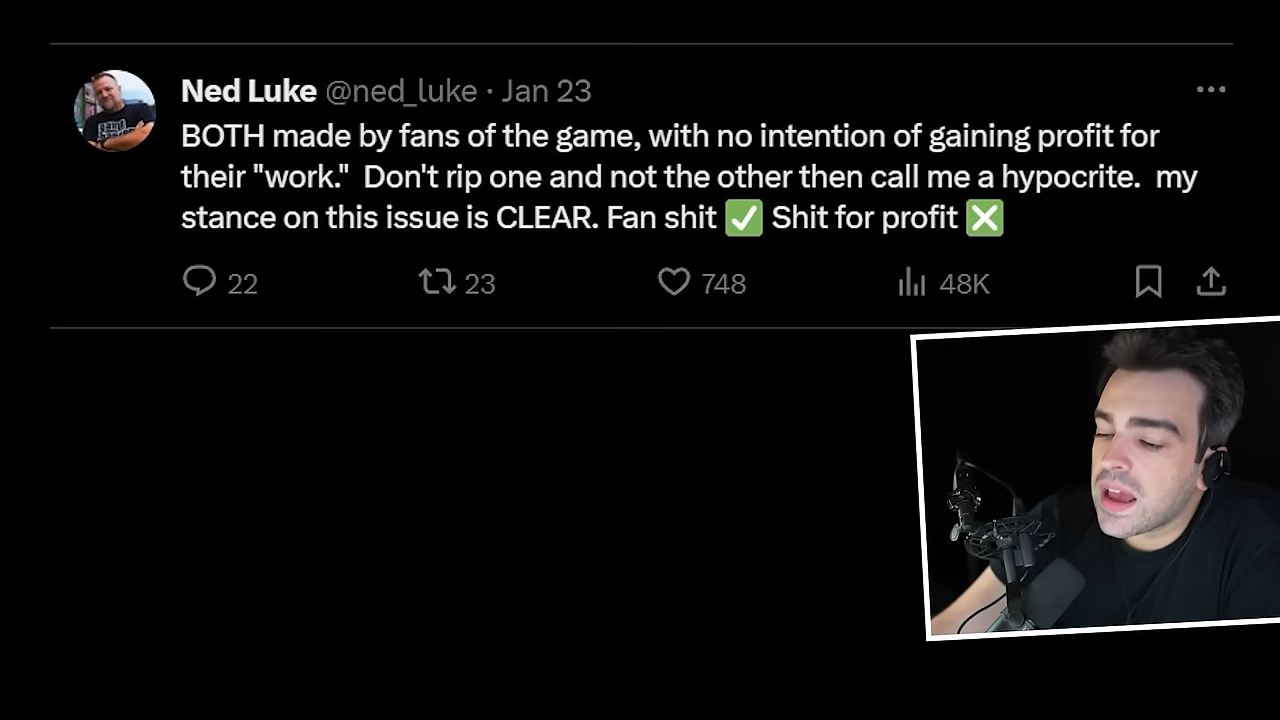 Ned Luke @ned_luke · Jan 23
BOTH made by fans of the game, with no intention of gaining profit for
their "work."  Don't rip one and not the other then call me a hypocrite.  my
stance on this issue is CLEAR. Fan shit ✅ Shit for profit ❎
22 23 748 48K